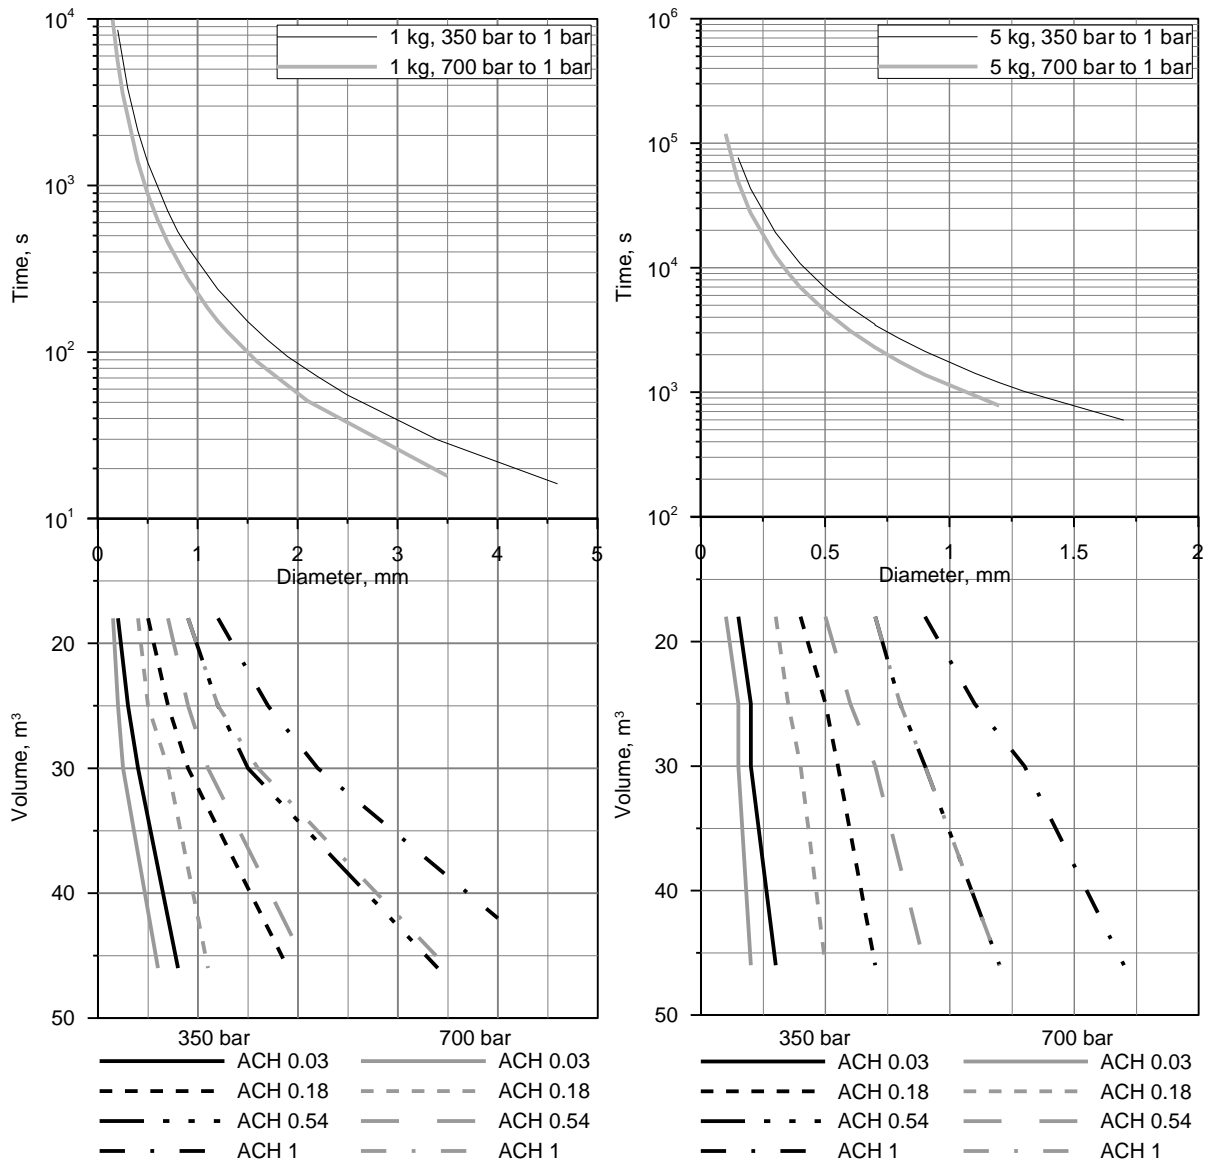 10⁴
1 kg, 350 bar to 1 bar
1 kg, 700 bar to 1 bar
10³
Time, s
10²
10¹
0 1 2 3 4 5
Diameter, mm
20
Volume, m³
30
40
50
350 bar 700 bar
ACH 0.03 ACH 0.03
ACH 0.18 ACH 0.18
ACH 0.54 ACH 0.54
ACH 1 ACH 1
10⁶
5 kg, 350 bar to 1 bar
5 kg, 700 bar to 1 bar
10⁵
Time, s
10⁴
10³
10²
0 0.5 1 1.5 2
Diameter, mm
20
Volume, m³
30
40
50
350 bar 700 bar
ACH 0.03 ACH 0.03
ACH 0.18 ACH 0.18
ACH 0.54 ACH 0.54
ACH 1 ACH 1